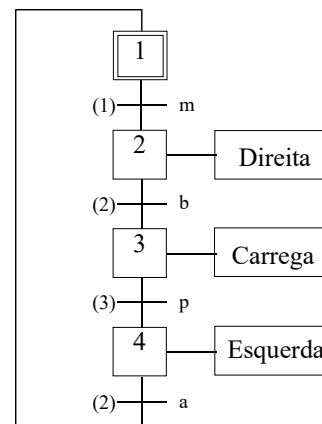 1
(1) m
2 Direita
(2) b
3 Carrega
(3) p
4 Esquerda
(2) a